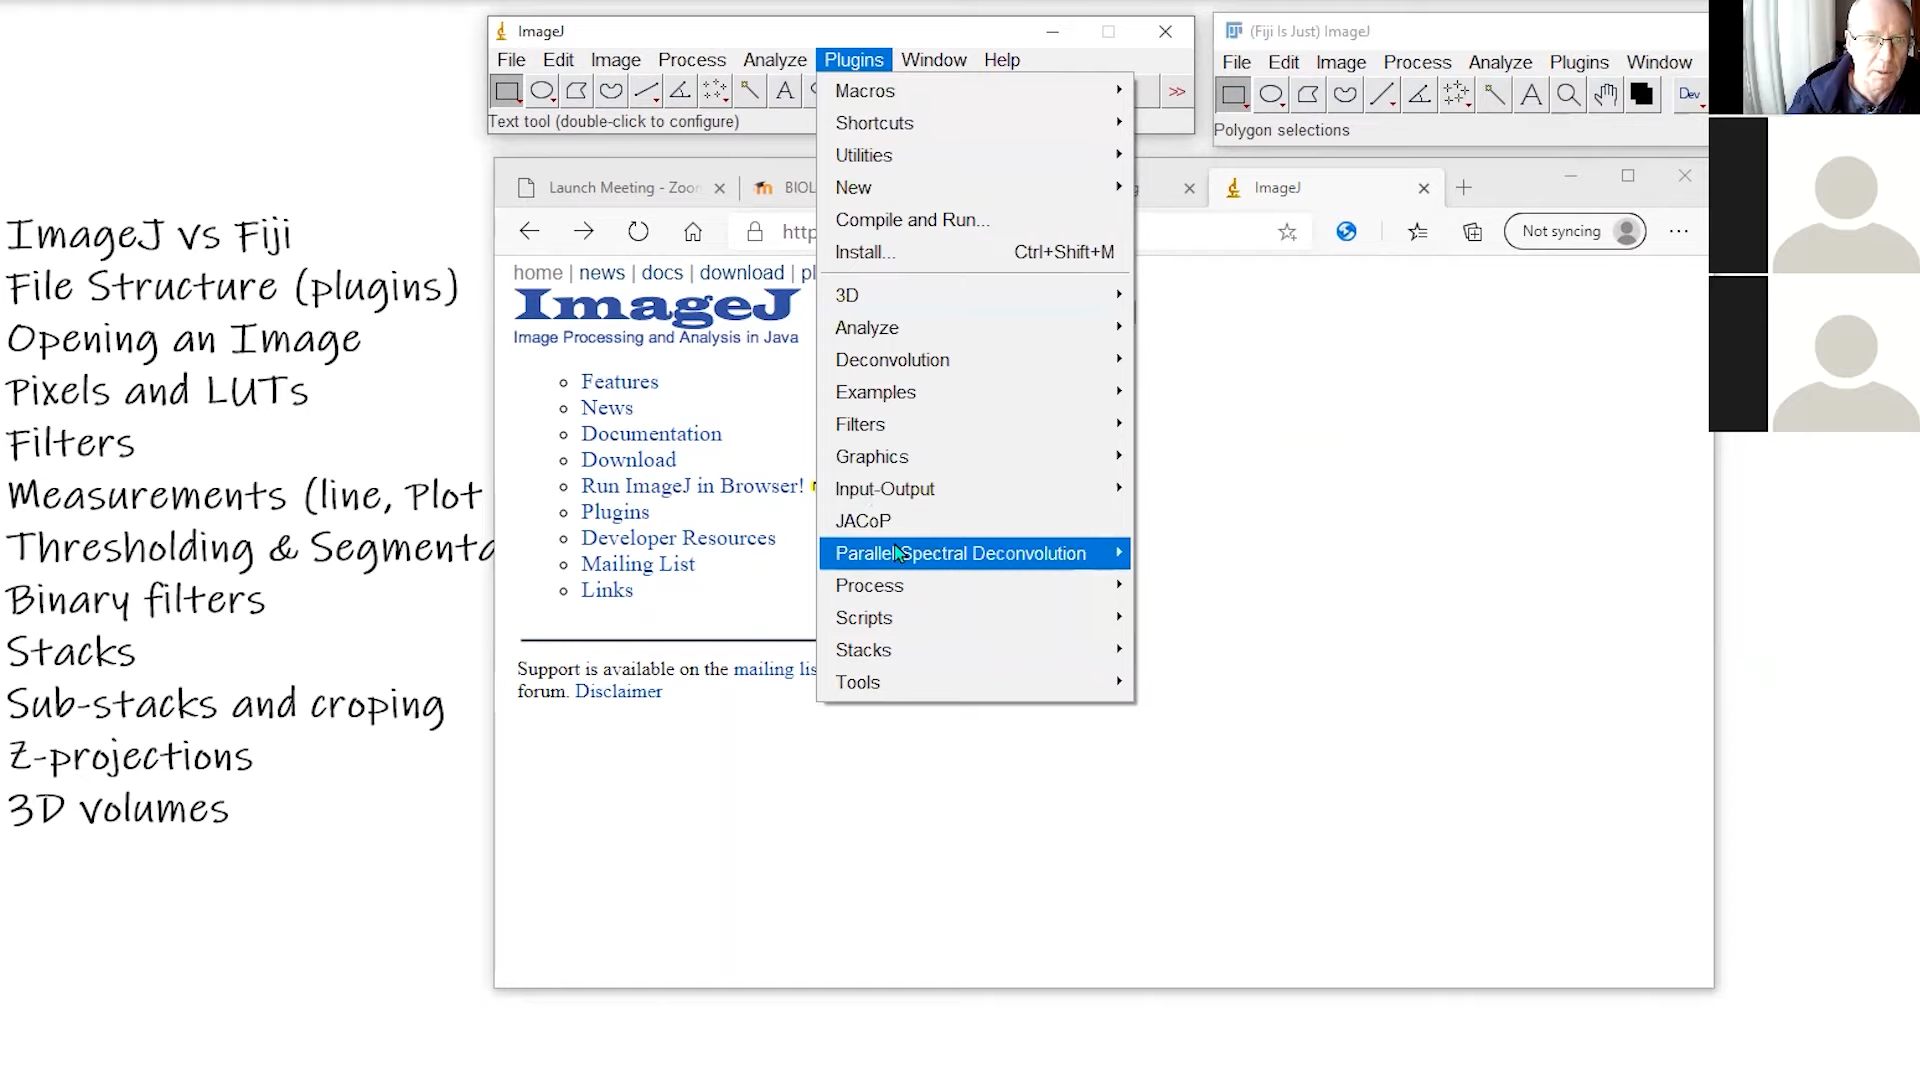 ImageJ vs Fiji
File Structure (plugins)
Opening an Image
Pixels and LUTs
Filters
Measurements (line, Plot
Thresholding & Segmenta
Binary filters
Stacks
Sub-stacks and croping
Z-projections
3D volumes
ImageJ
File Edit Image Process Analyze Plugins Window Help
A >>
Text tool (double-click to configure)
Macros
Shortcuts
Utilities
New
Compile and Run...
Install... Ctrl+Shift+M
3D
Analyze
Deconvolution
Examples
Filters
Graphics
Input-Output
JACoP
Parallel Spectral Deconvolution
Process
Scripts
Stacks
Tools
(Fiji Is Just) ImageJ
File Edit Image Process Analyze Plugins Window
A Dev
Polygon selections
Launch Meeting - Zoo
BIOL
ImageJ
http
Not syncing
home | news | docs | download | pl
ImageJ
Image Processing and Analysis in Java
Features
News
Documentation
Download
Run ImageJ in Browser!
Plugins
Developer Resources
Mailing List
Links
Support is available on the mailing lis
forum. Disclaimer